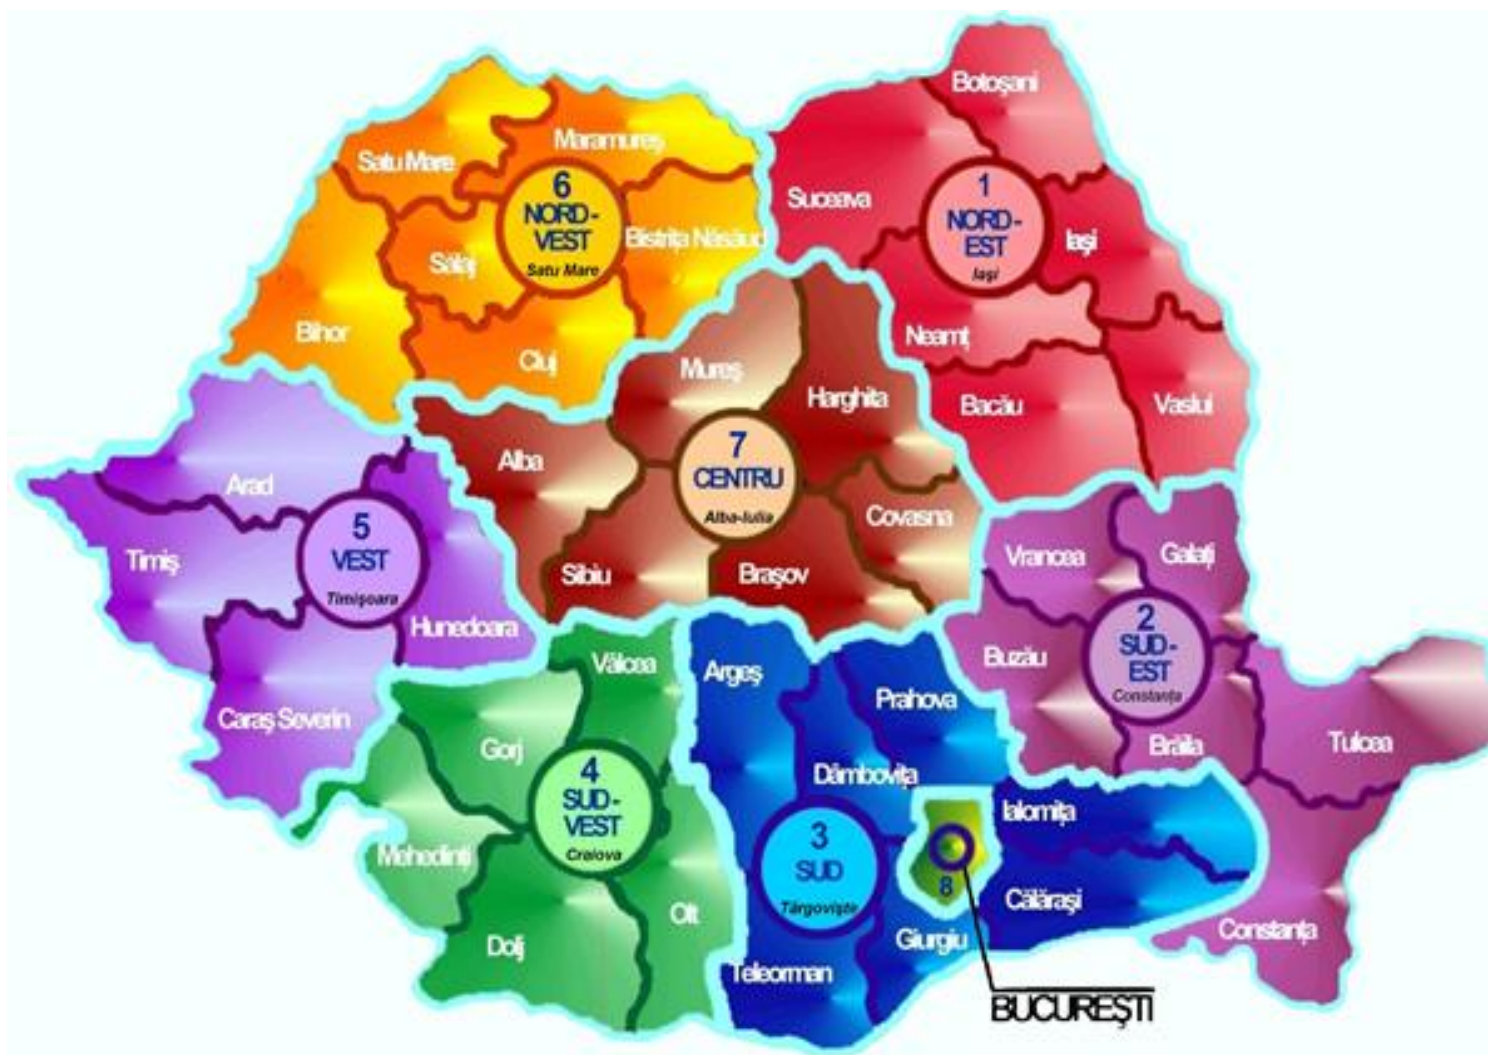 Botoşani
Maramureş
Satu Mare
6
NORD-
VEST
Satu Mare
1
NORD-
EST
Iaşi
Suceava
Bistriţa Năsăud
Iaşi
Sălaj
Bihor
Neamţ
Cluj
Mureş
Harghita
Bacău
Vaslui
7
CENTRU
Alba-Iulia
Alba
Arad
Covasna
5
VEST
Timişoara
Timiş
Vrancea
Galaţi
Sibiu
Braşov
Hunedoara
2
SUD-
EST
Constanţa
Buzău
Vâlcea
Argeş
Prahova
Caraş Severin
Gorj
Brăila
Tulcea
Dâmboviţa
4
SUD-
VEST
Craiova
Ialomiţa
3
SUD
Târgovişte
Mehedinti
8
Călăraşi
Olt
Constanţa
Giurgiu
Dolj
Teleorman
BUCUREŞTI